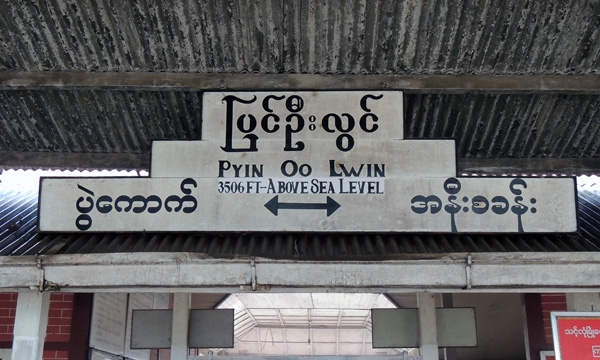 ပြင်ဦးလွင်
PYIN OO LWIN
3506 FT-ABOVE SEA LEVEL
ပွဲကောက် ↔ အနီးစခန်း